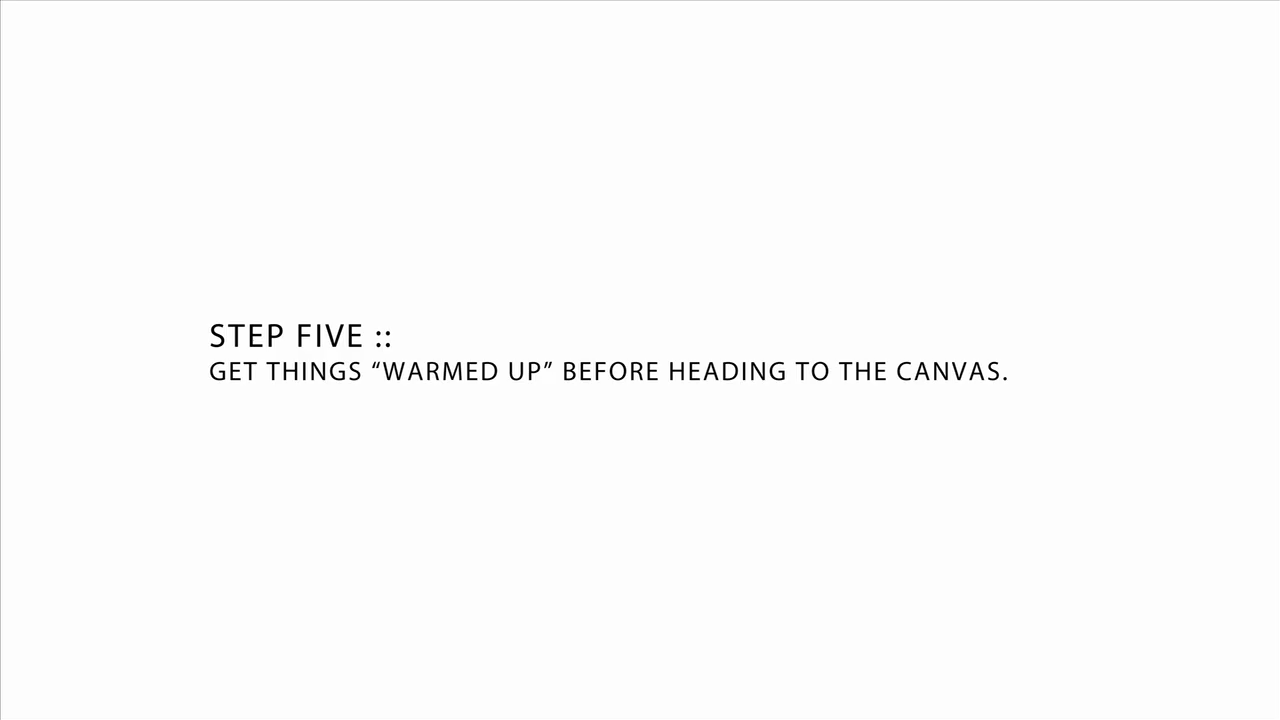 STEP FIVE ::
GET THINGS “WARMED UP” BEFORE HEADING TO THE CANVAS.